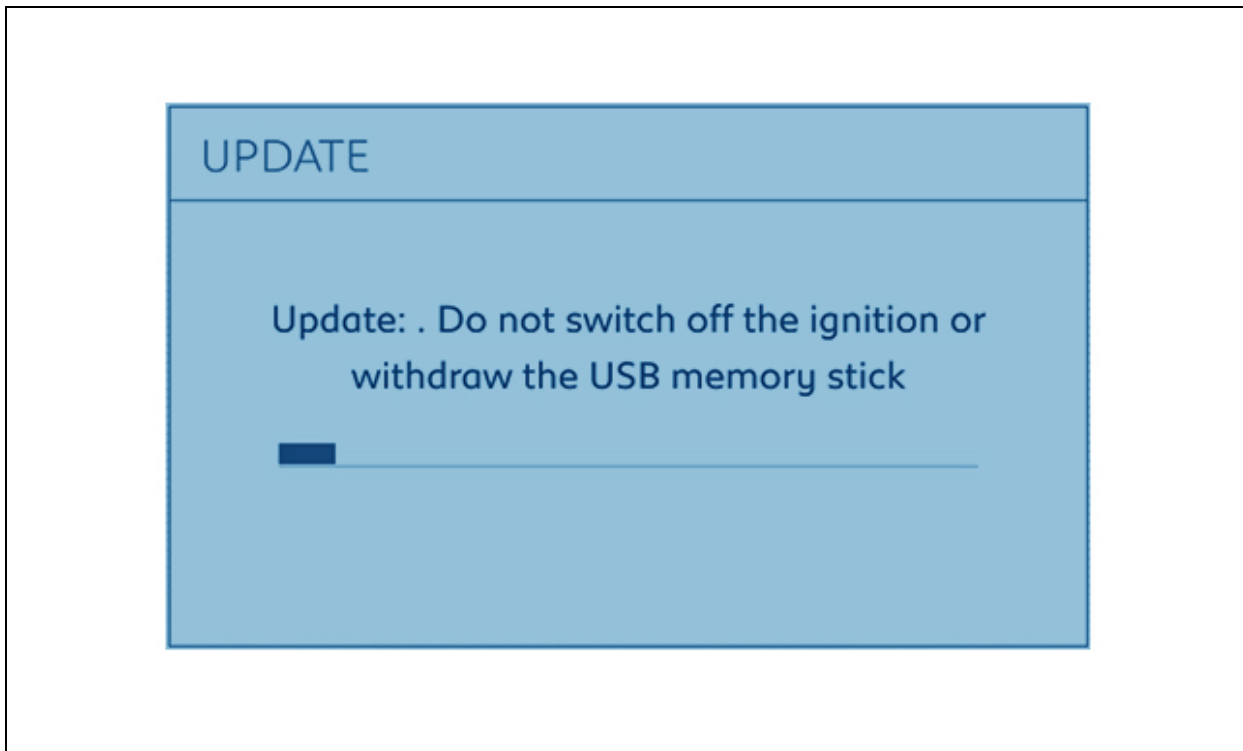 UPDATE
Update: . Do not switch off the ignition or
withdraw the USB memory stick